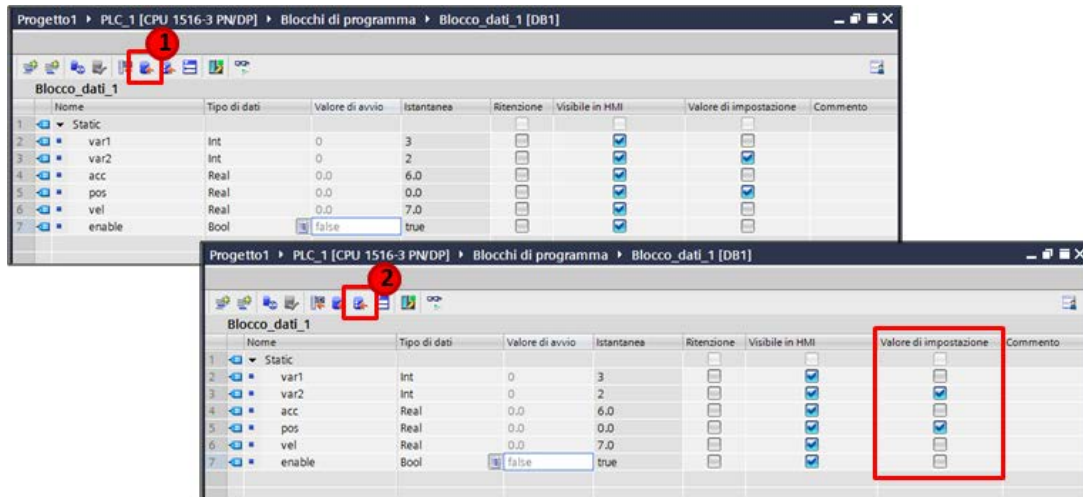 Progetto1 ▸ PLC_1 [CPU 1516-3 PN/DP] ▸ Blocchi di programma ▸ Blocco_dati_1 [DB1]
1
Blocco_dati_1
Nome Tipo di dati Valore di avvio Istantanea Ritenzione Visibile in HMI Valore di impostazione Commento
1 Static
2 var1 Int 0 3
3 var2 Int 0 2
4 acc Real 0.0 6.0
5 pos Real 0.0 0.0
6 vel Real 0.0 7.0
7 enable Bool false true
Progetto1 ▸ PLC_1 [CPU 1516-3 PN/DP] ▸ Blocchi di programma ▸ Blocco_dati_1 [DB1]
2
Blocco_dati_1
Nome Tipo di dati Valore di avvio Istantanea Ritenzione Visibile in HMI Valore di impostazione Commento
1 Static
2 var1 Int 0 3
3 var2 Int 0 2
4 acc Real 0.0 6.0
5 pos Real 0.0 0.0
6 vel Real 0.0 7.0
7 enable Bool false true